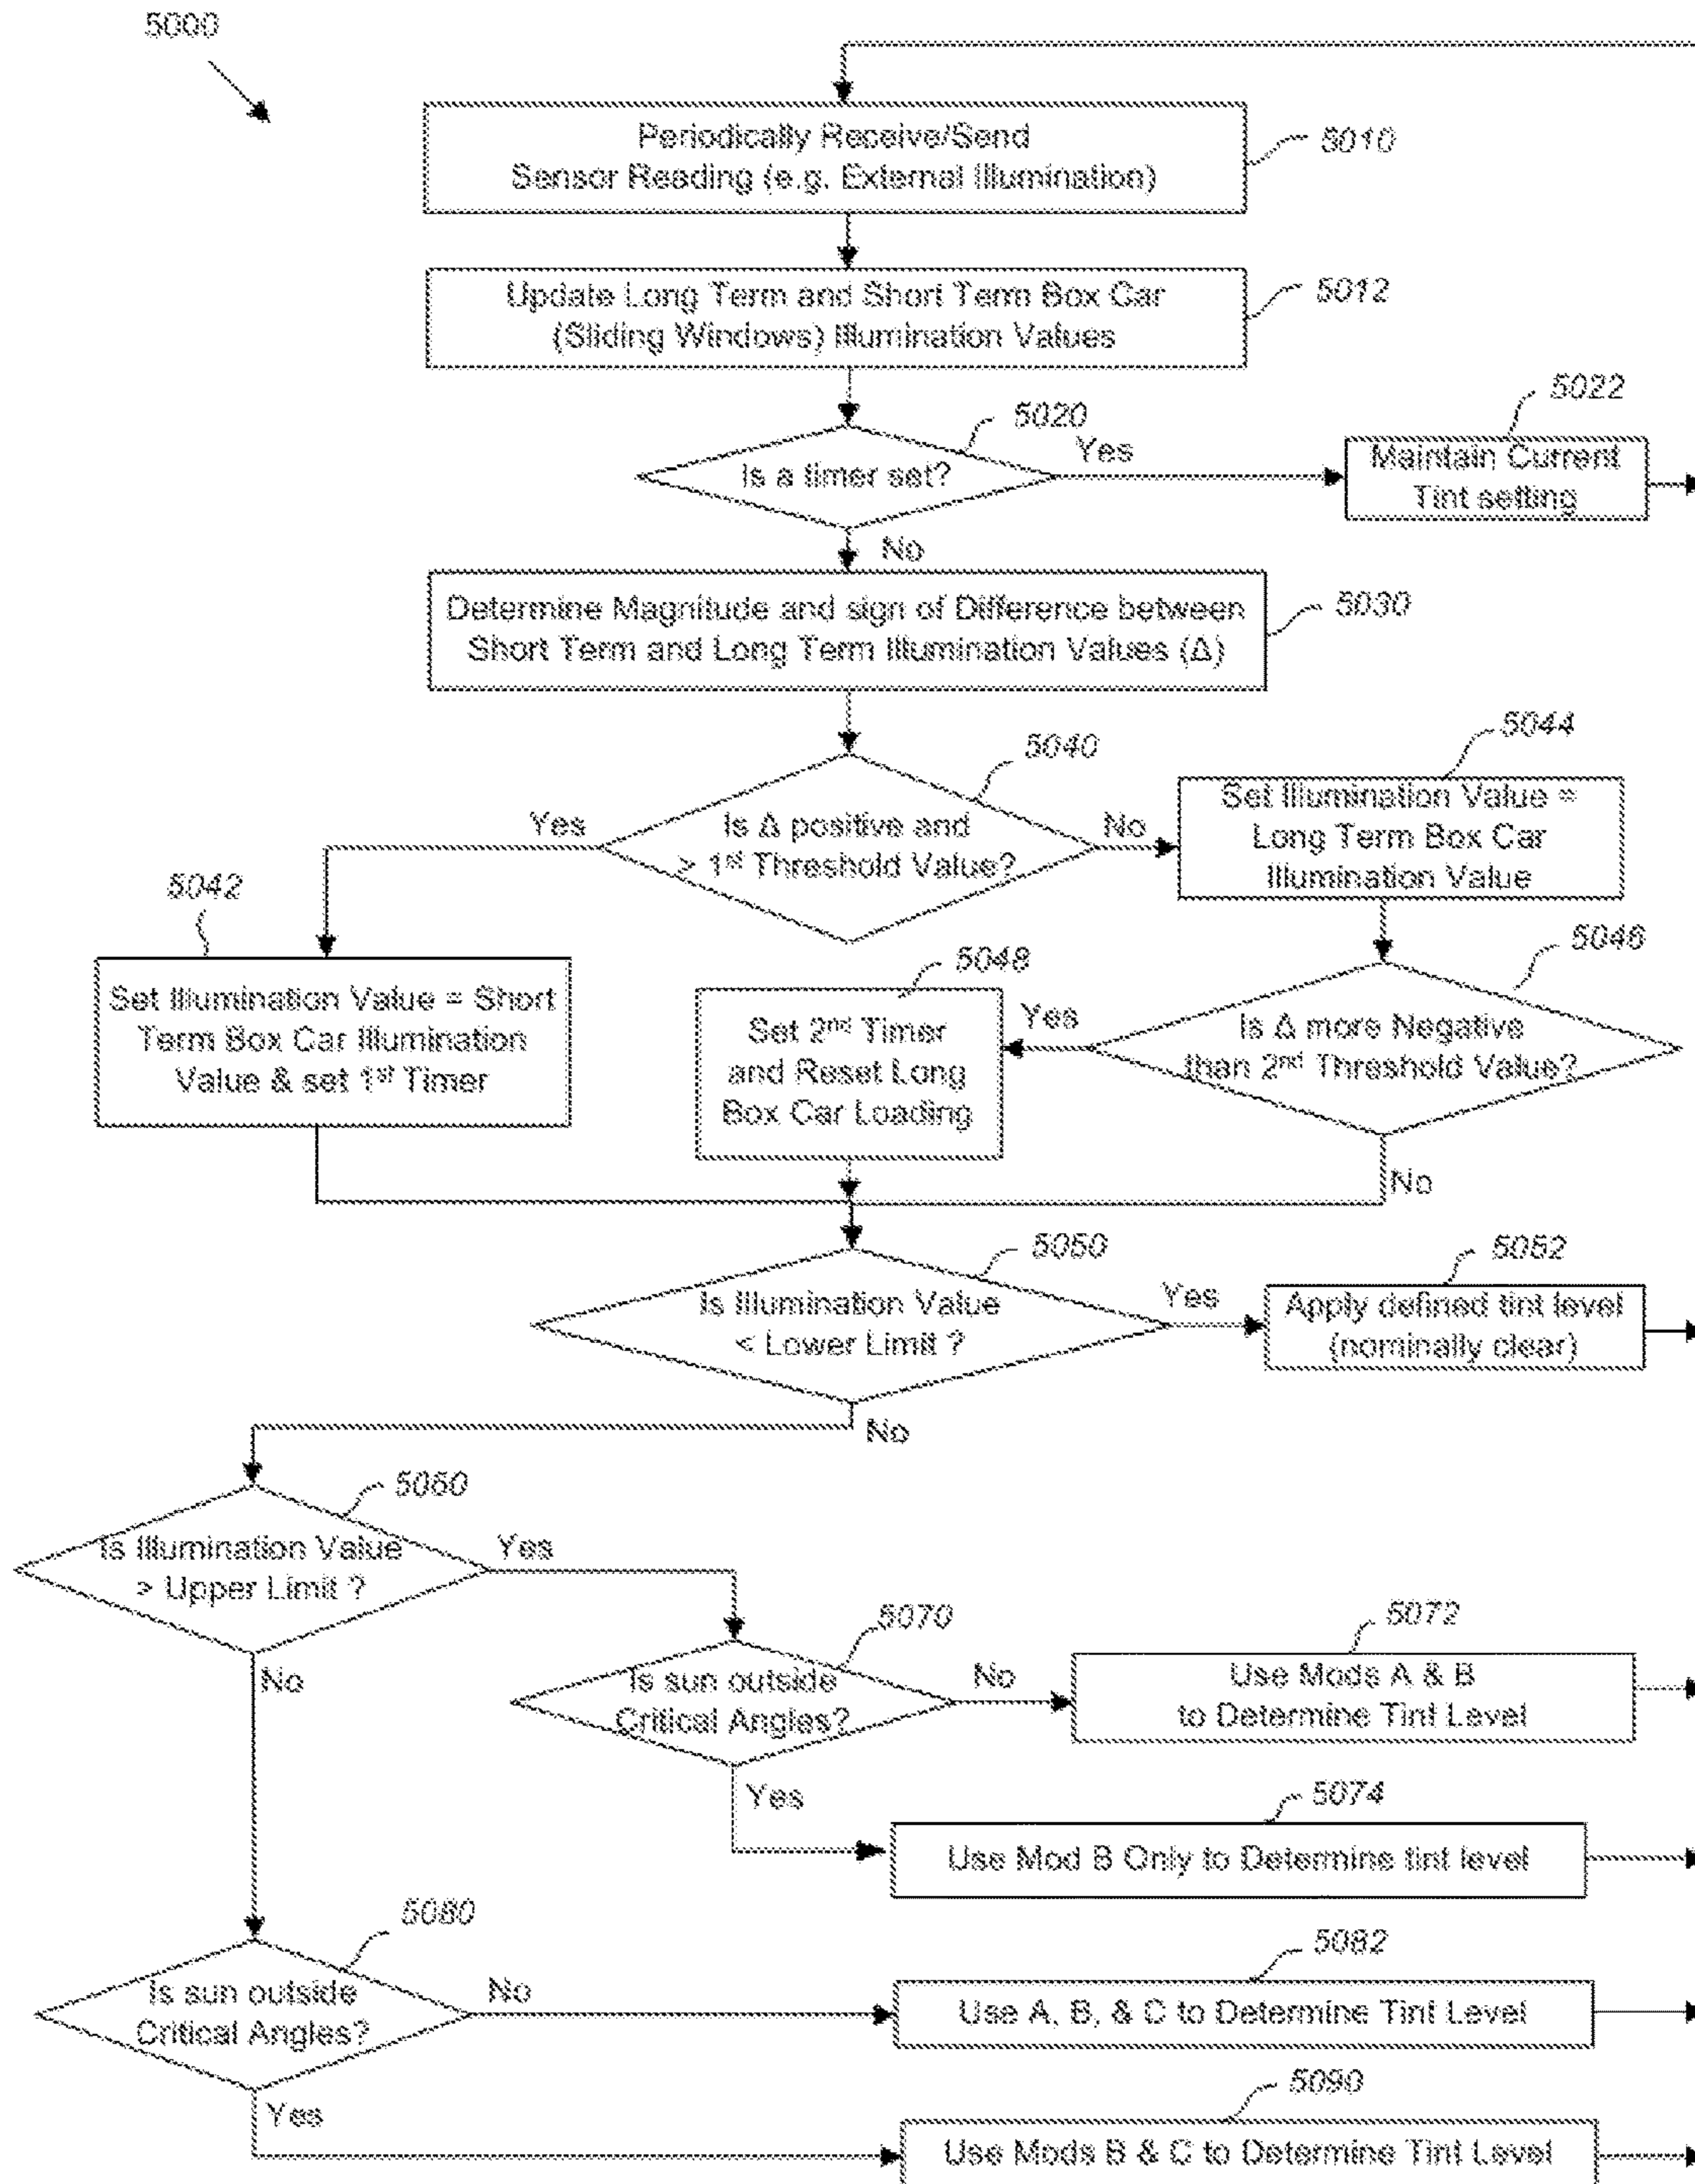 5000
Periodically Receive/Send
Sensor Reading (e.g. External Illumination)
5010
Update Long Term and Short Term Box Car
(Sliding Windows) Illumination Values
5012
Is a timer set?
5020
Yes
No
Maintain Current
Tint setting
5022
Determine Magnitude and sign of Difference between
Short Term and Long Term Illumination Values (Δ)
5030
Is Δ positive and
> 1st Threshold Value?
5040
Yes
No
5044
Set Illumination Value =
Long Term Box Car
Illumination Value
5042
Set Illumination Value = Short
Term Box Car Illumination
Value & set 1st Timer
5048
Set 2nd Timer
and Reset Long
Box Car Loading
Yes
5046
Is Δ more Negative
than 2nd Threshold Value?
No
5050
Is Illumination Value
< Lower Limit ?
Yes
No
5052
Apply defined tint level
(nominally clear)
5060
Is Illumination Value
> Upper Limit ?
Yes
No
5070
Is sun outside
Critical Angles?
No
Yes
5072
Use Mods A & B
to Determine Tint Level
5074
Use Mod B Only to Determine tint level
5080
Is sun outside
Critical Angles?
No
Yes
5082
Use A, B, & C to Determine Tint Level
5090
Use Mods B & C to Determine Tint Level